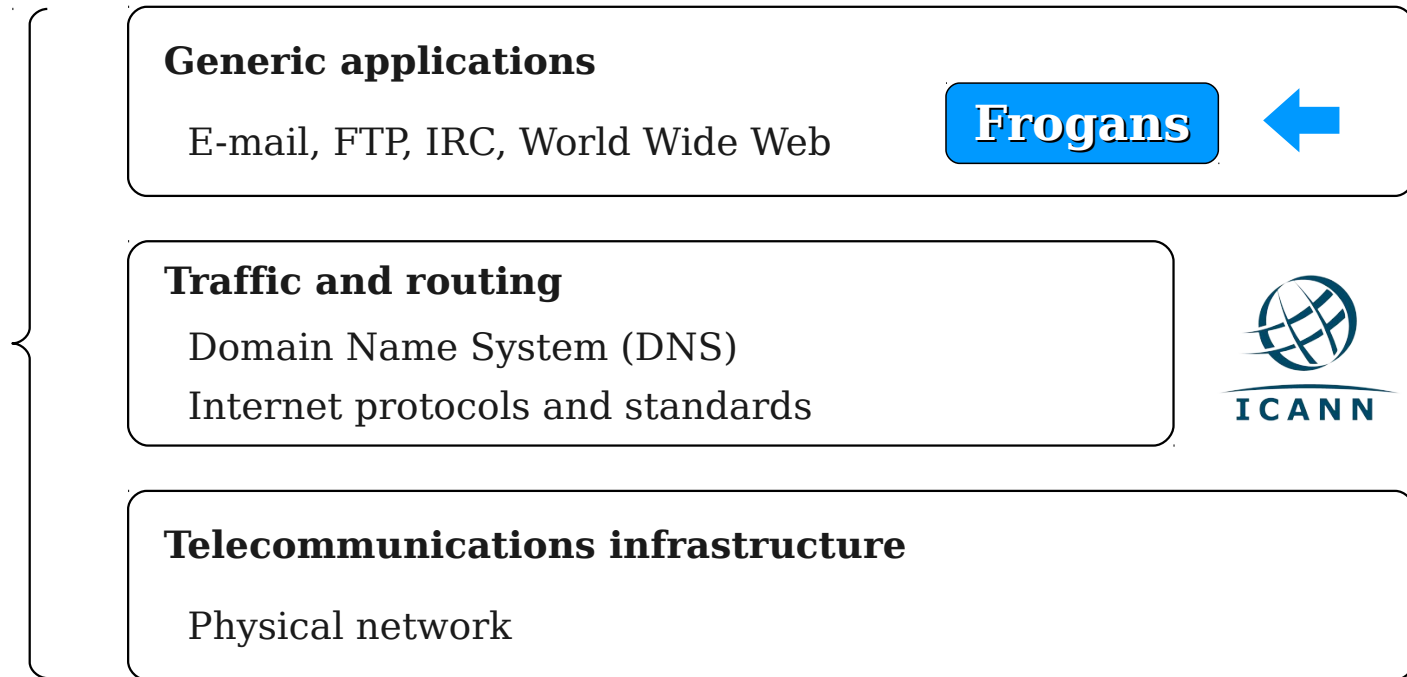 Generic applications
E-mail, FTP, IRC, World Wide Web
Frogans
Traffic and routing
Domain Name System (DNS)
Internet protocols and standards
ICANN
Telecommunications infrastructure
Physical network